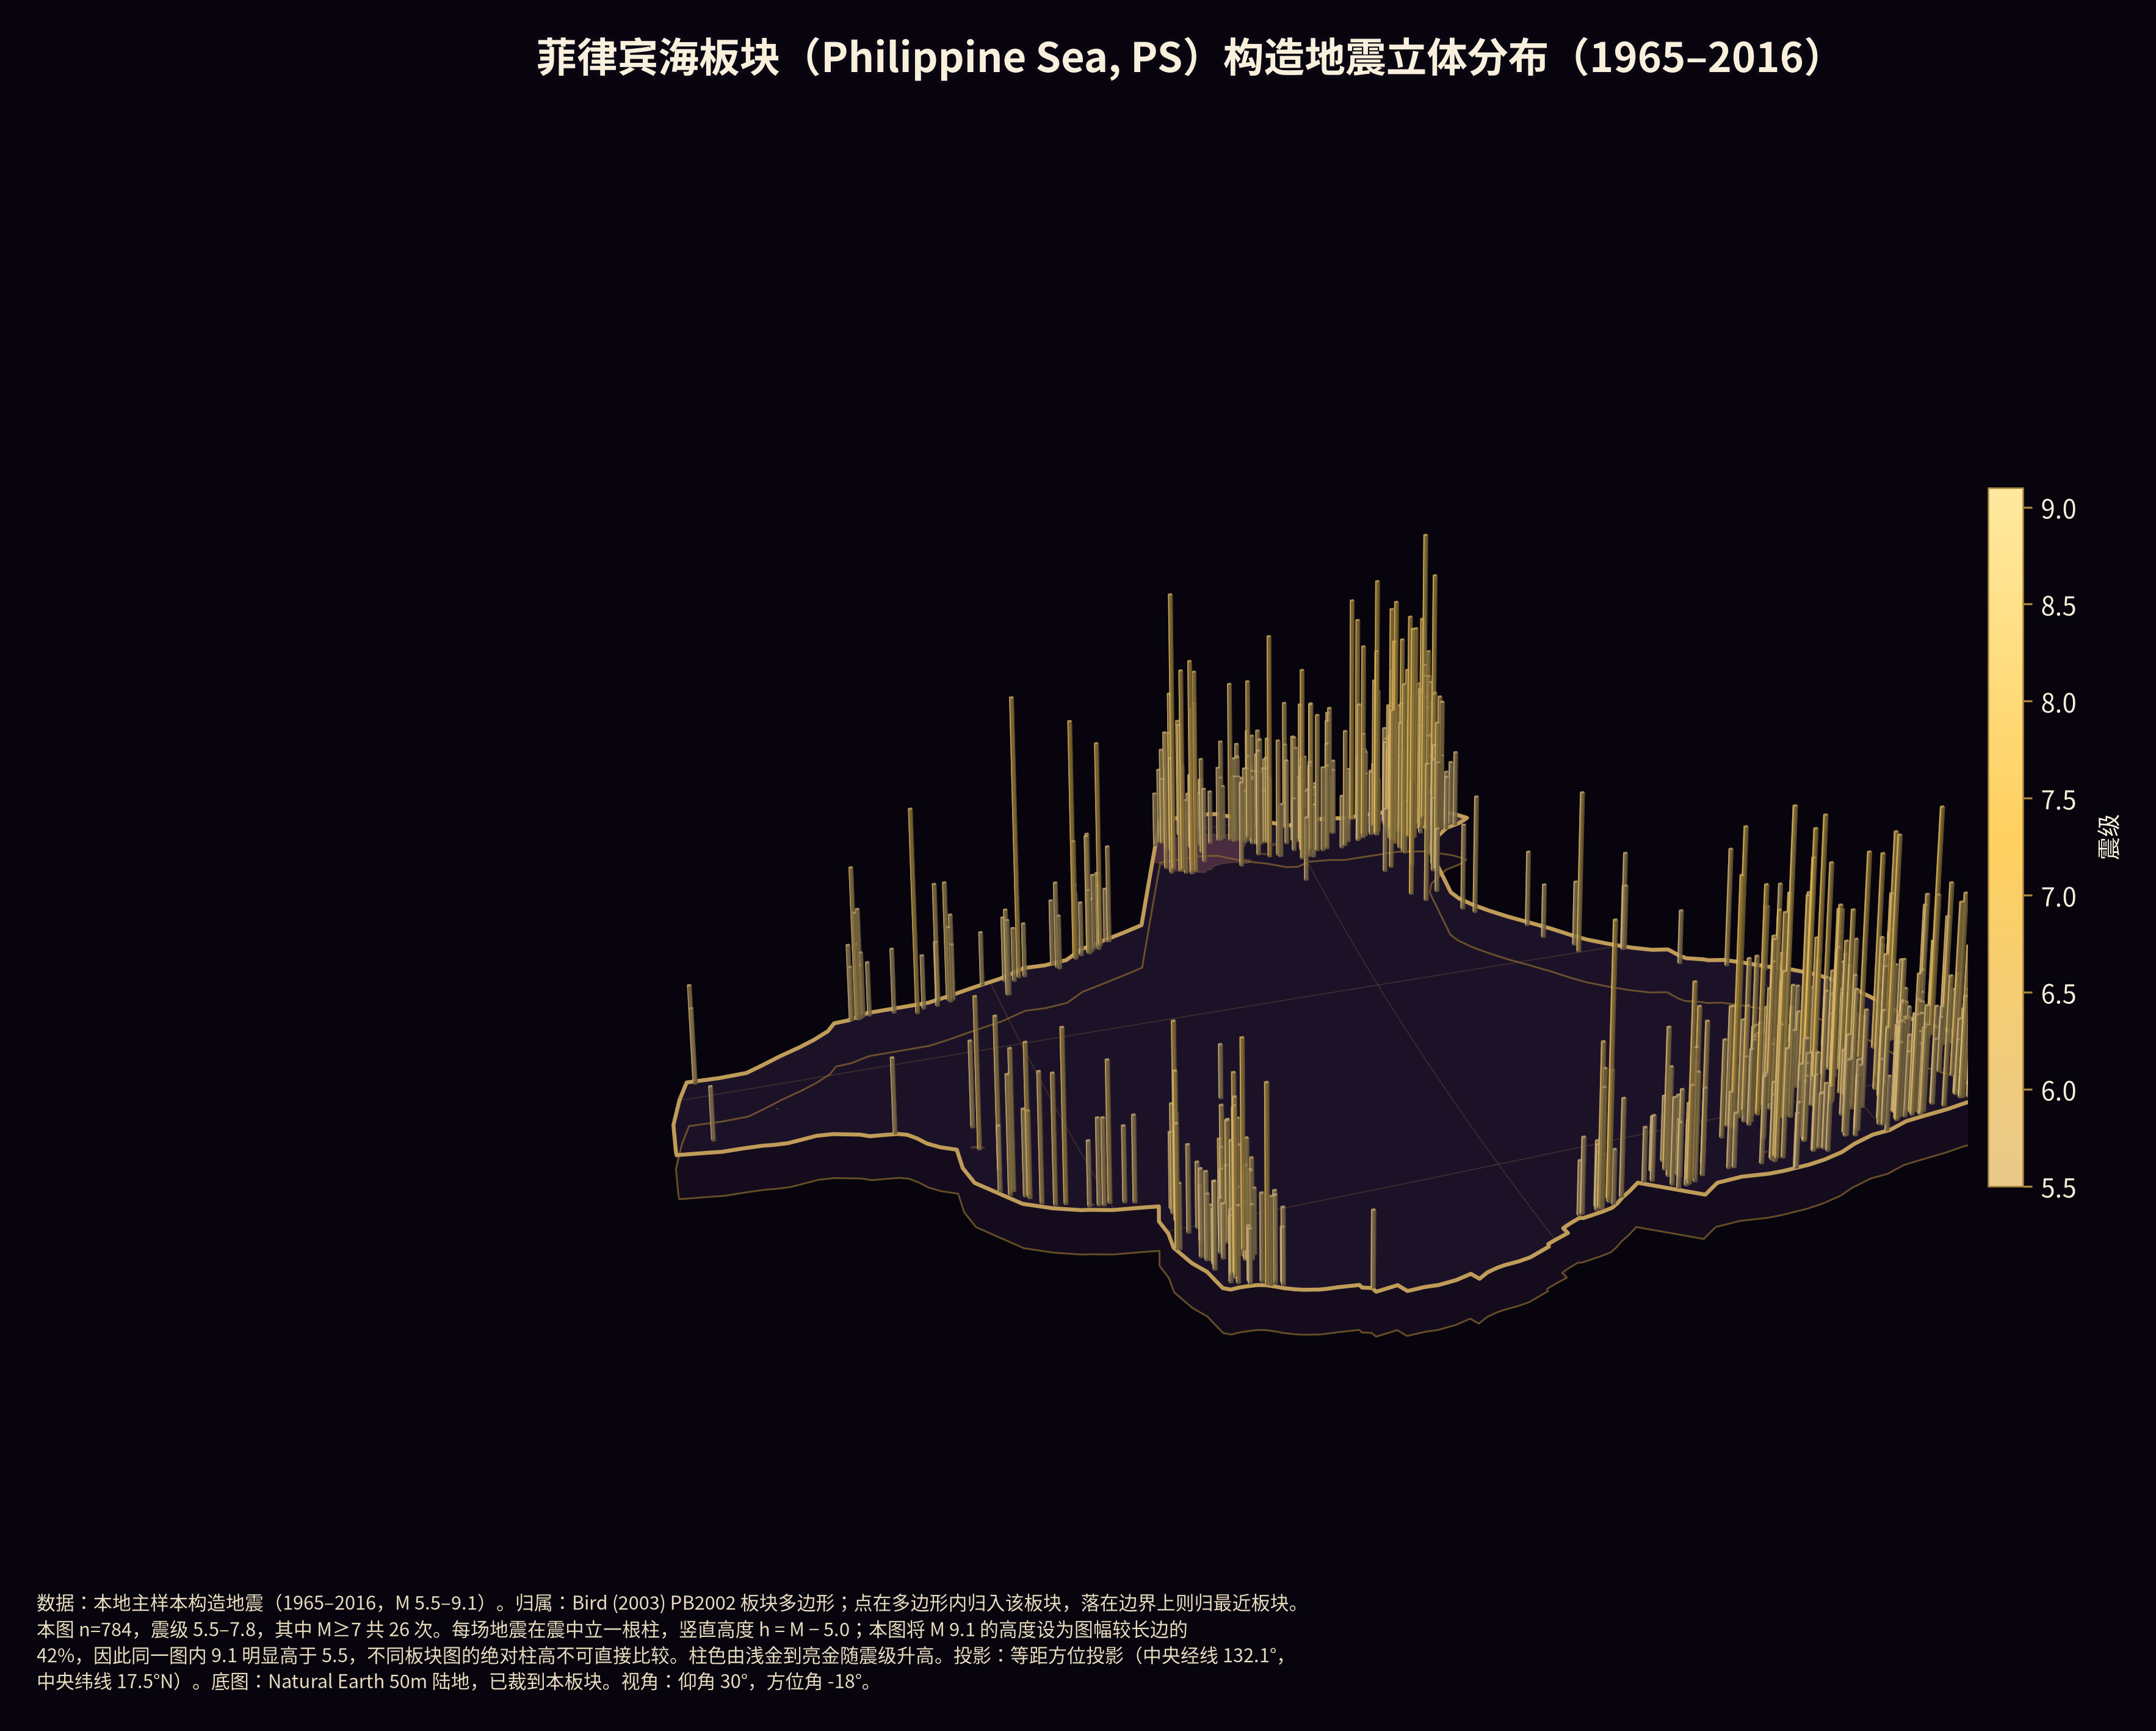 菲律宾海板块（Philippine Sea, PS）构造地震立体分布（1965–2016）
9.0
8.5
8.0
7.5
7.0
6.5
6.0
5.5
震级
数据：本地主样本构造地震（1965–2016，M 5.5–9.1）。归属：Bird (2003) PB2002 板块多边形；点在多边形内归入该板块，落在边界上则归最近板块。
本图 n=784，震级 5.5–7.8，其中 M≥7 共 26 次。每场地震在震中立一根柱，竖直高度 h = M − 5.0；本图将 M 9.1 的高度设为图幅较长边的
42%，因此同一图内 9.1 明显高于 5.5，不同板块图的绝对柱高不可直接比较。柱色由浅金到亮金随震级升高。投影：等距方位投影（中央经线 132.1°，
中央纬线 17.5°N）。底图：Natural Earth 50m 陆地，已裁到本板块。视角：仰角 30°，方位角 -18°。